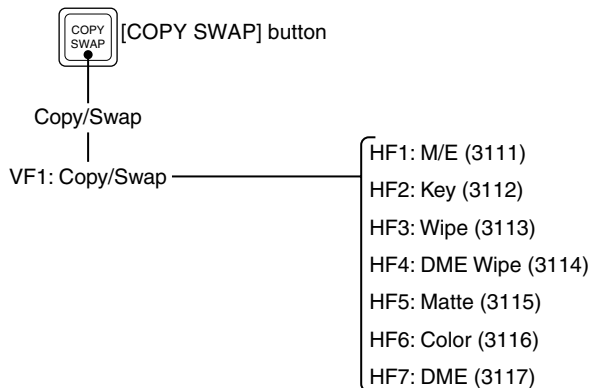 COPY
SWAP
[COPY SWAP] button
Copy/Swap
VF1: Copy/Swap
HF1: M/E (3111)
HF2: Key (3112)
HF3: Wipe (3113)
HF4: DME Wipe (3114)
HF5: Matte (3115)
HF6: Color (3116)
HF7: DME (3117)